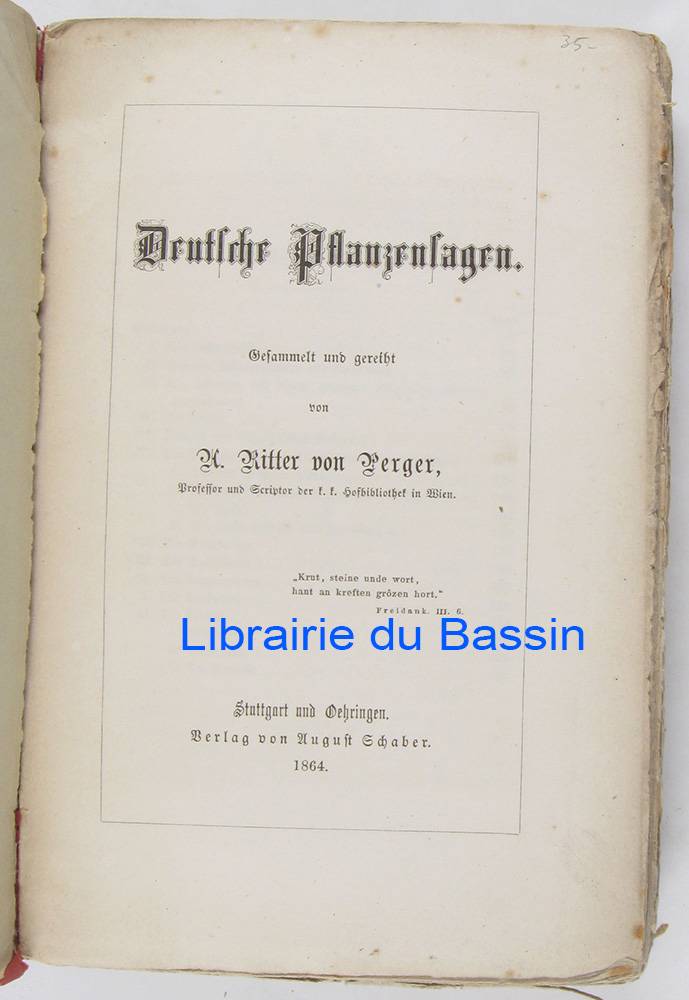 35-
Deutsche Pflanzensagen.
Gesammelt und gereiht
von
A. Ritter von Perger,
Professor und Scriptor der k. k. Hofbibliothek in Wien.
„Krut, steine unde wort,
hant an kreften grôzen hort.“
Freidank. III. 6.
Librairie du Bassin
Stuttgart und Oehringen.
Verlag von August Schaber.
1864.